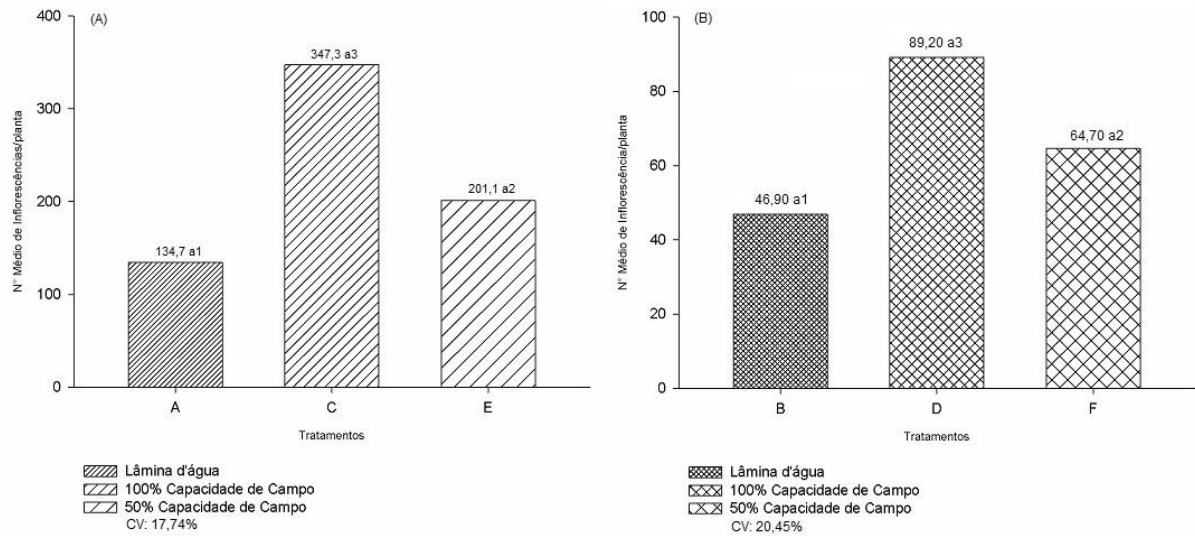 (A)
N° Médio de Inflorescências/planta
400
300
200
100
0
134,7 a1
347,3 a3
201,1 a2
A
C
E
Tratamentos
Lâmina d'água
100% Capacidade de Campo
50% Capacidade de Campo
CV: 17,74%
(B)
N° Médio de Inflorescência/planta
100
80
60
40
20
0
46,90 a1
89,20 a3
64,70 a2
B
D
F
Tratamentos
Lâmina d'água
100% Capacidade de Campo
50% Capacidade de Campo
CV: 20,45%